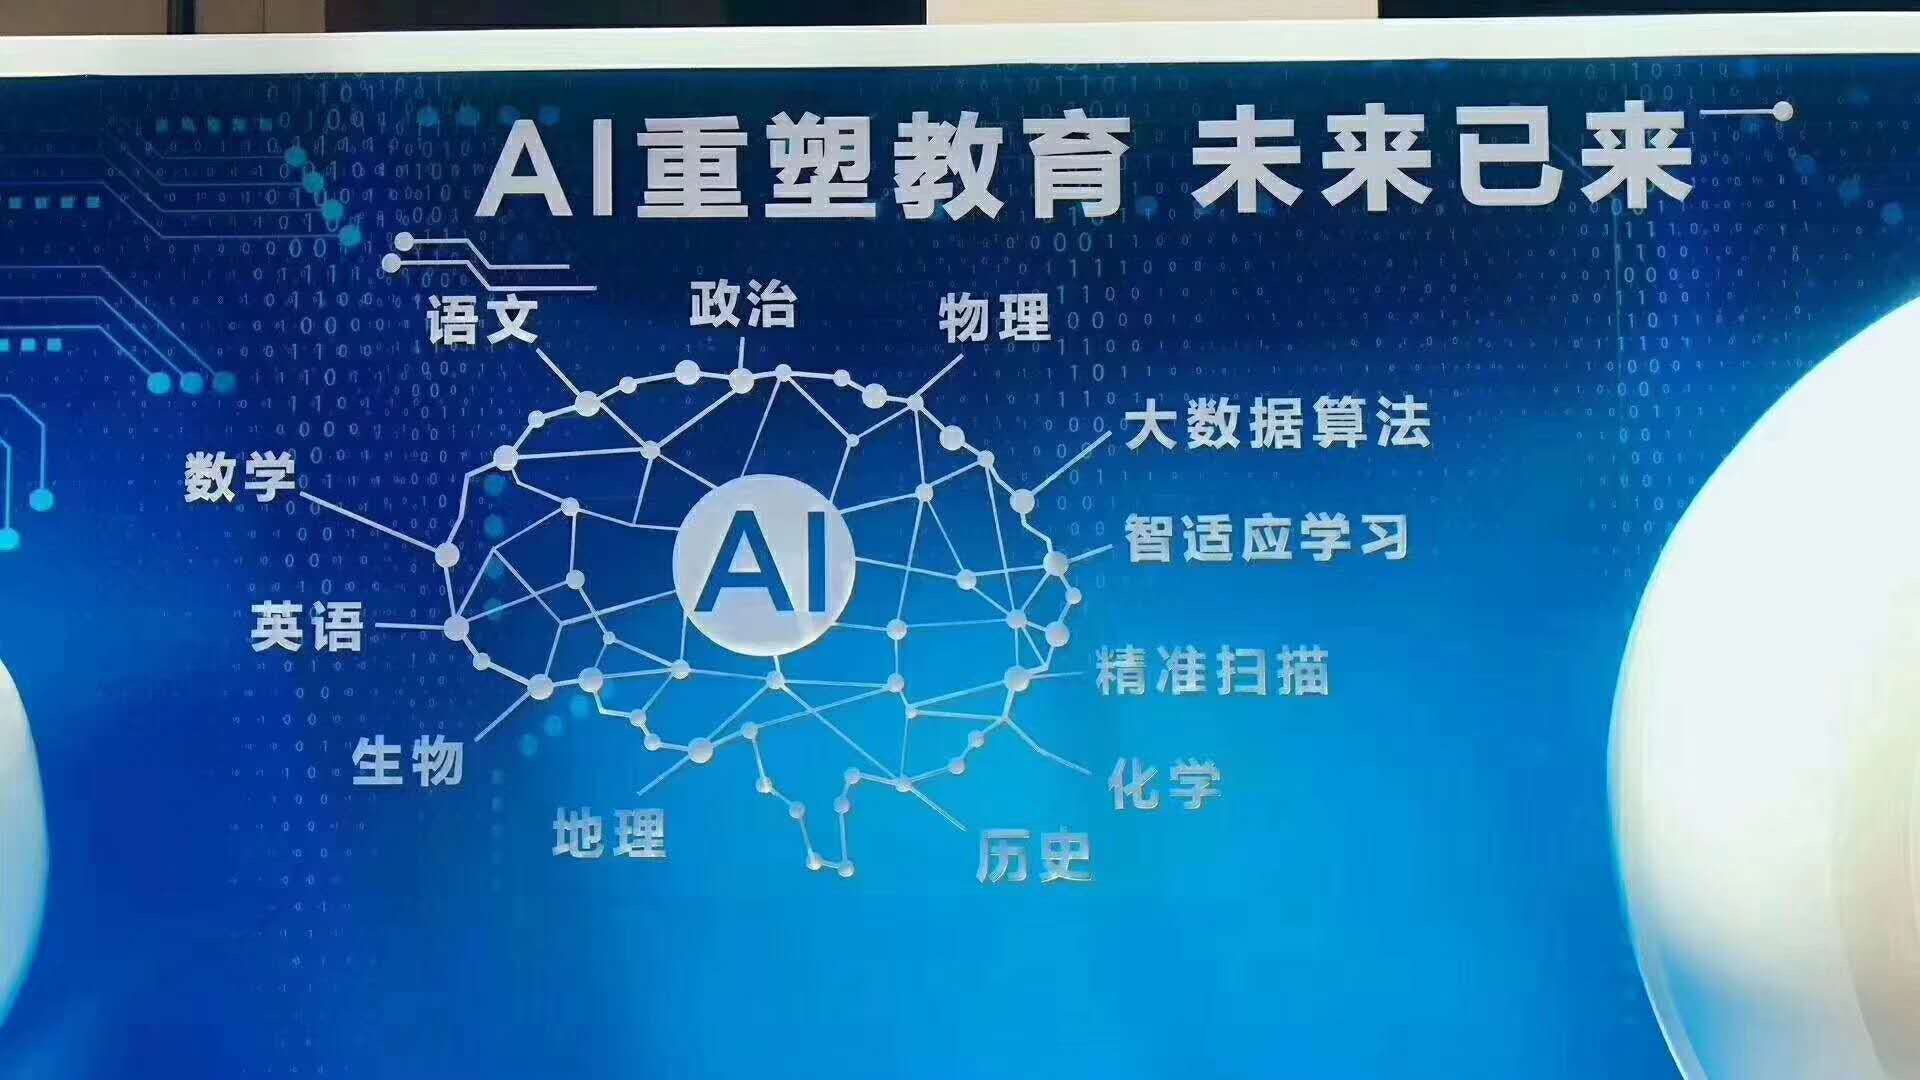 AI重塑教育 未来已来
语文
政治
物理
大数据算法
数学
智适应学习
AI
英语
精准扫描
生物
化学
地理
历史